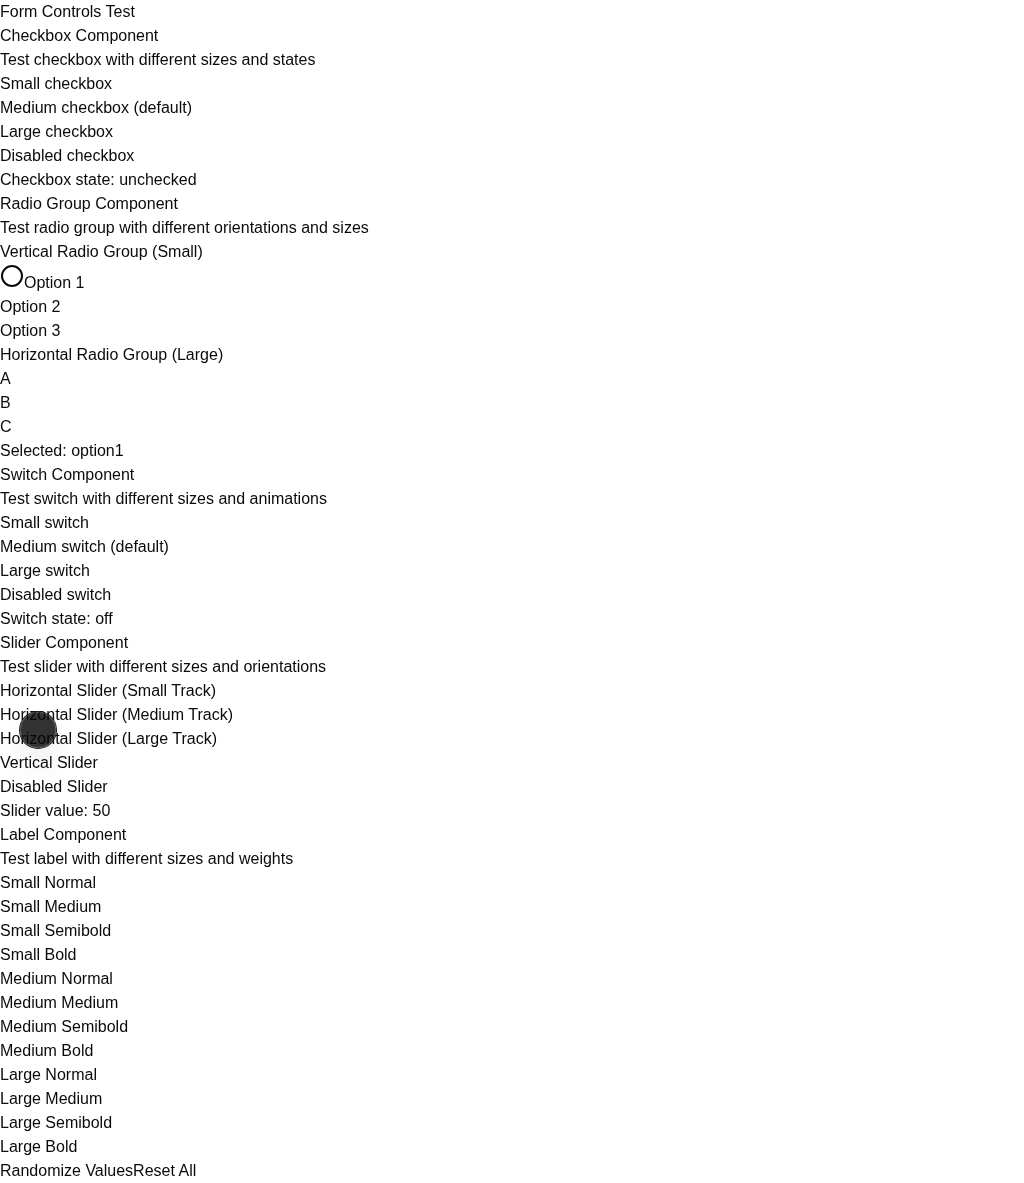 Form Controls Test
Checkbox Component
Test checkbox with different sizes and states
Small checkbox
Medium checkbox (default)
Large checkbox
Disabled checkbox
Checkbox state: unchecked
Radio Group Component
Test radio group with different orientations and sizes
Vertical Radio Group (Small)
Option 1
Option 2
Option 3
Horizontal Radio Group (Large)
A
B
C
Selected: option1
Switch Component
Test switch with different sizes and animations
Small switch
Medium switch (default)
Large switch
Disabled switch
Switch state: off
Slider Component
Test slider with different sizes and orientations
Horizontal Slider (Small Track)
Horizontal Slider (Medium Track)
Horizontal Slider (Large Track)
Vertical Slider
Disabled Slider
Slider value: 50
Label Component
Test label with different sizes and weights
Small Normal
Small Medium
Small Semibold
Small Bold
Medium Normal
Medium Medium
Medium Semibold
Medium Bold
Large Normal
Large Medium
Large Semibold
Large Bold
Randomize ValuesReset All